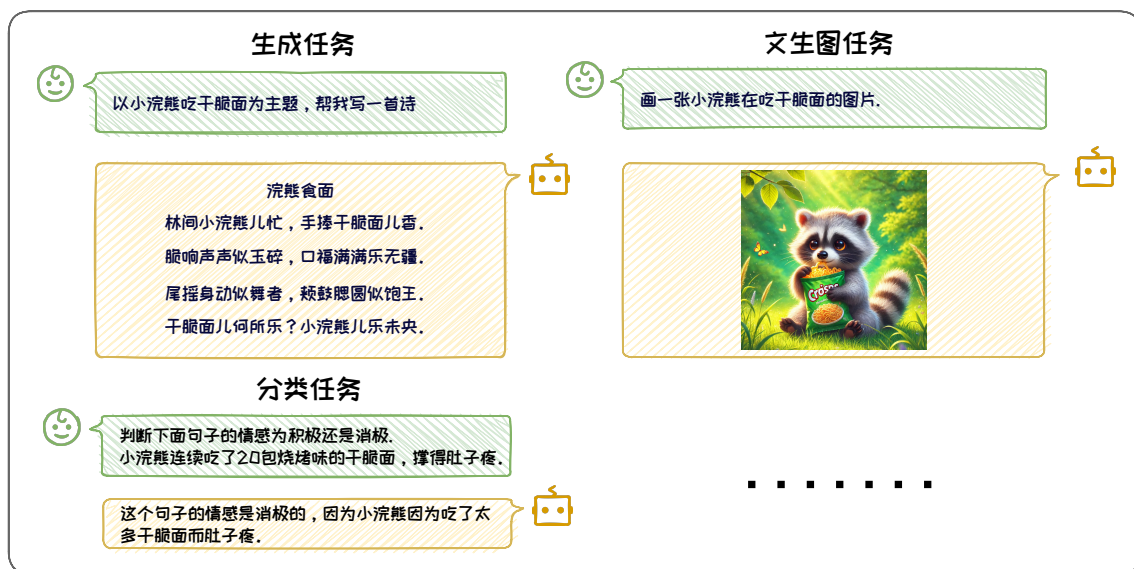 生成任务
以小浣熊吃干脆面为主题，帮我写一首诗
浣熊食面
林间小浣熊儿忙，手捧干脆面儿香.
脆响声声似玉碎，口福满满乐无疆.
尾摇身动似舞者，颊鼓腮圆似饱王.
干脆面儿何所乐？小浣熊儿乐未央.
文生图任务
画一张小浣熊在吃干脆面的图片.
分类任务
判断下面句子的情感为积极还是消极.
小浣熊连续吃了20包烧烤味的干脆面，撑得肚子疼.
这个句子的情感是消极的，因为小浣熊因为吃了太
多干脆面而肚子疼.
.......